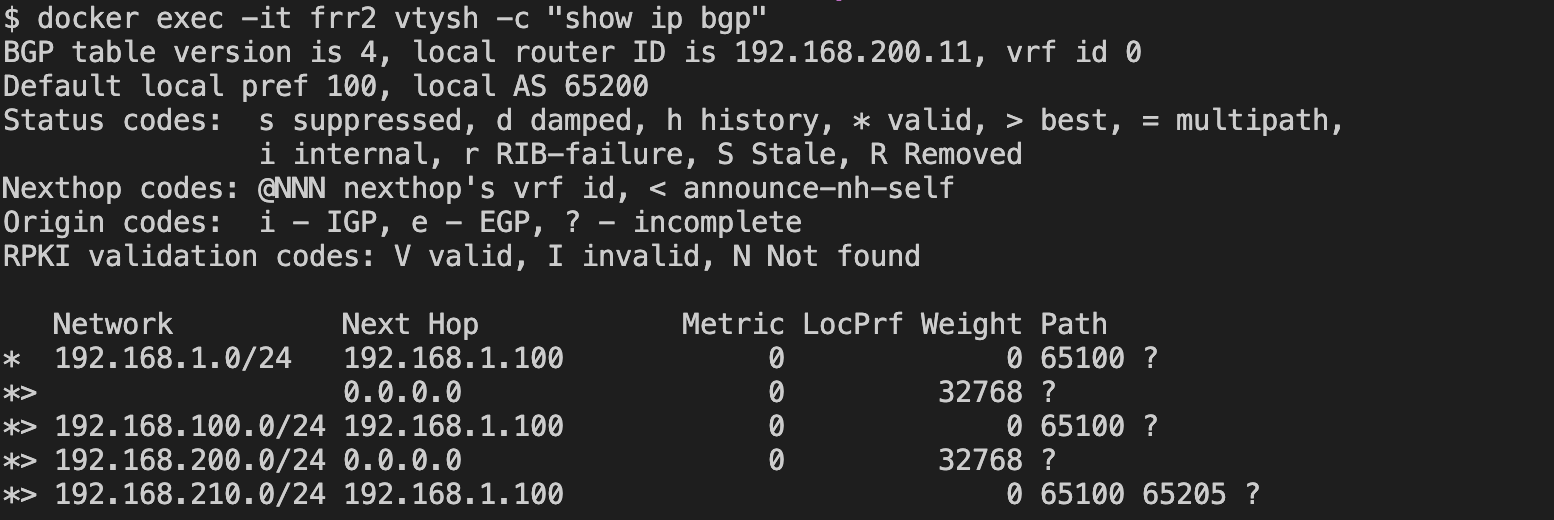 $ docker exec -it frr2 vtysh -c "show ip bgp"
BGP table version is 4, local router ID is 192.168.200.11, vrf id 0
Default local pref 100, local AS 65200
Status codes:  s suppressed, d damped, h history, * valid, > best, = multipath,
               i internal, r RIB-failure, S Stale, R Removed
Nexthop codes: @NNN nexthop's vrf id, < announce-nh-self
Origin codes:  i - IGP, e - EGP, ? - incomplete
RPKI validation codes: V valid, I invalid, N Not found

   Network          Next Hop            Metric LocPrf Weight Path
*  192.168.1.0/24   192.168.1.100            0             0 65100 ?
*>                  0.0.0.0                  0         32768 ?
*> 192.168.100.0/24 192.168.1.100            0             0 65100 ?
*> 192.168.200.0/24 0.0.0.0                  0         32768 ?
*> 192.168.210.0/24 192.168.1.100                          0 65100 65205 ?